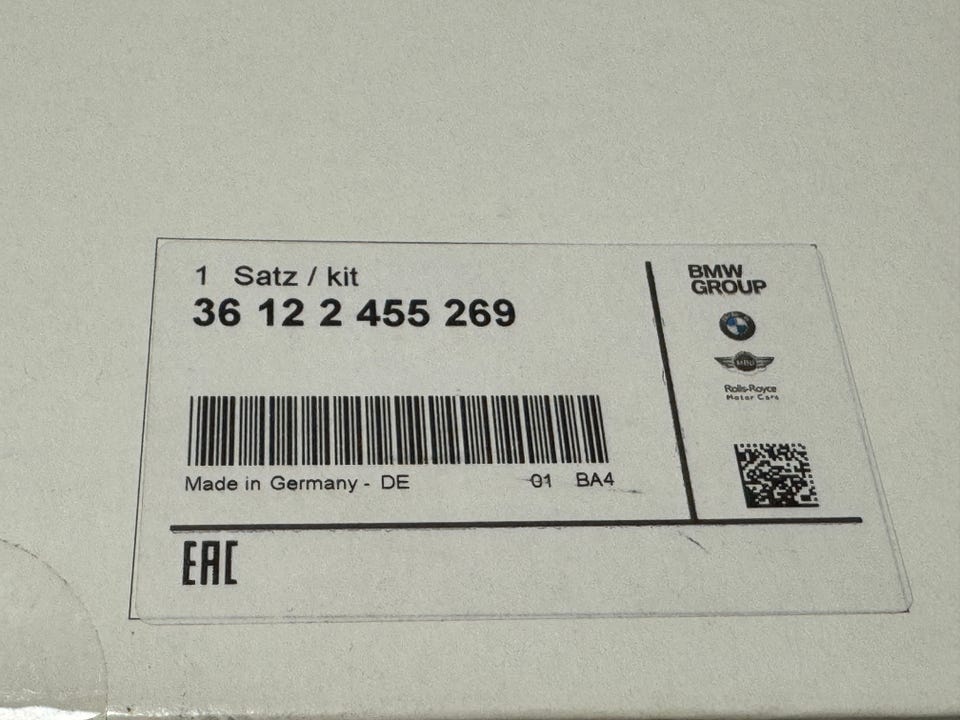 1 Satz / kit
36 12 2 455 269
Made in Germany - DE 01 BA4
EAC
BMW
GROUP
Rolls-Royce
Motor Cars